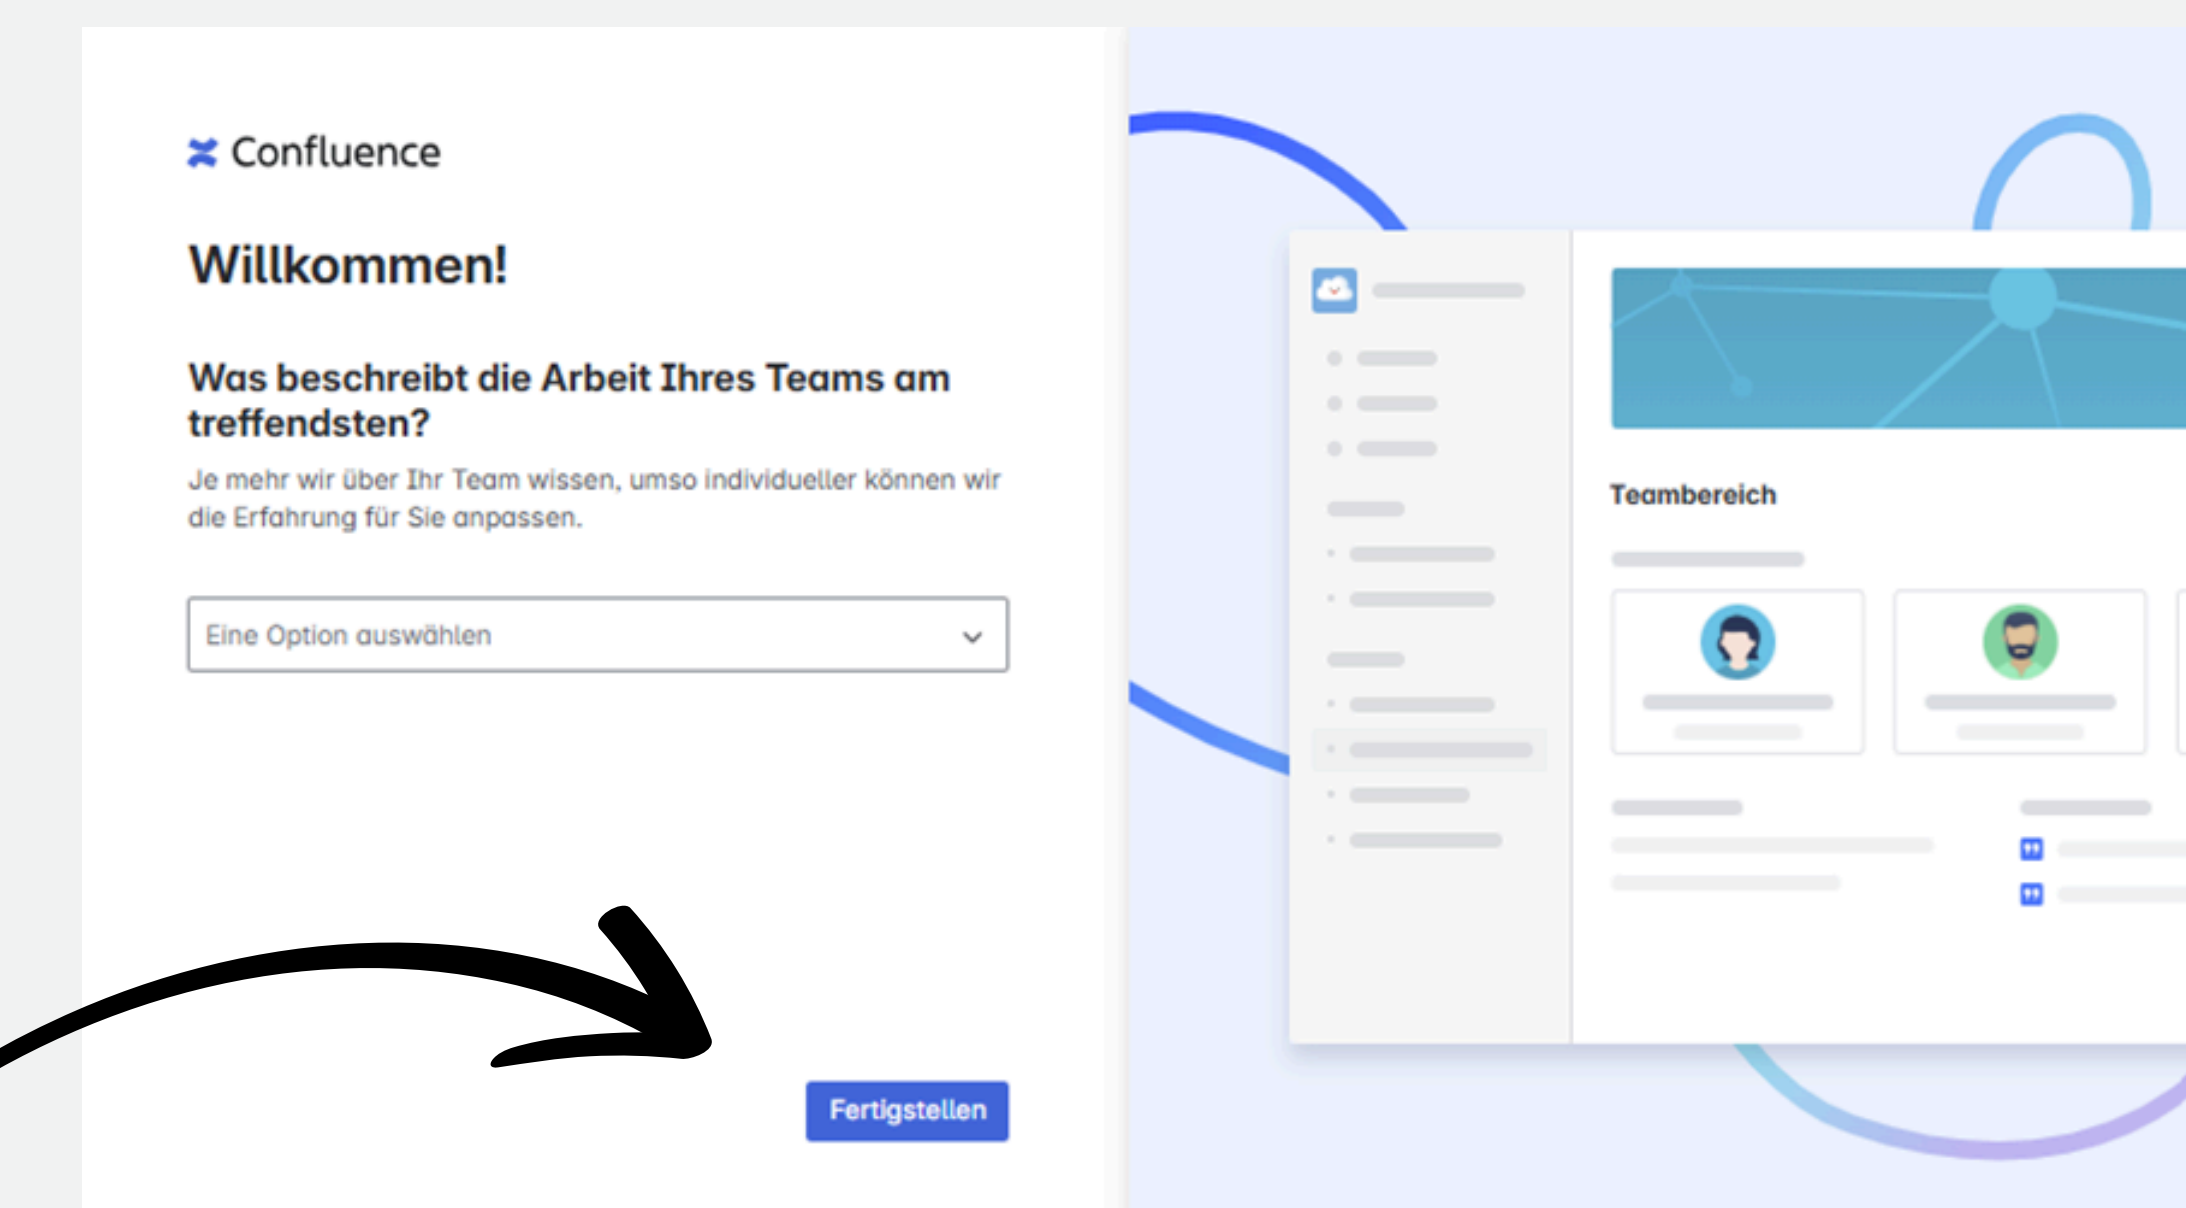 Confluence
Willkommen!
Was beschreibt die Arbeit Ihres Teams am
treffendsten?
Je mehr wir über Ihr Team wissen, umso individueller können wir
die Erfahrung für Sie anpassen.
Eine Option auswählen
Fertigstellen
Teambereich